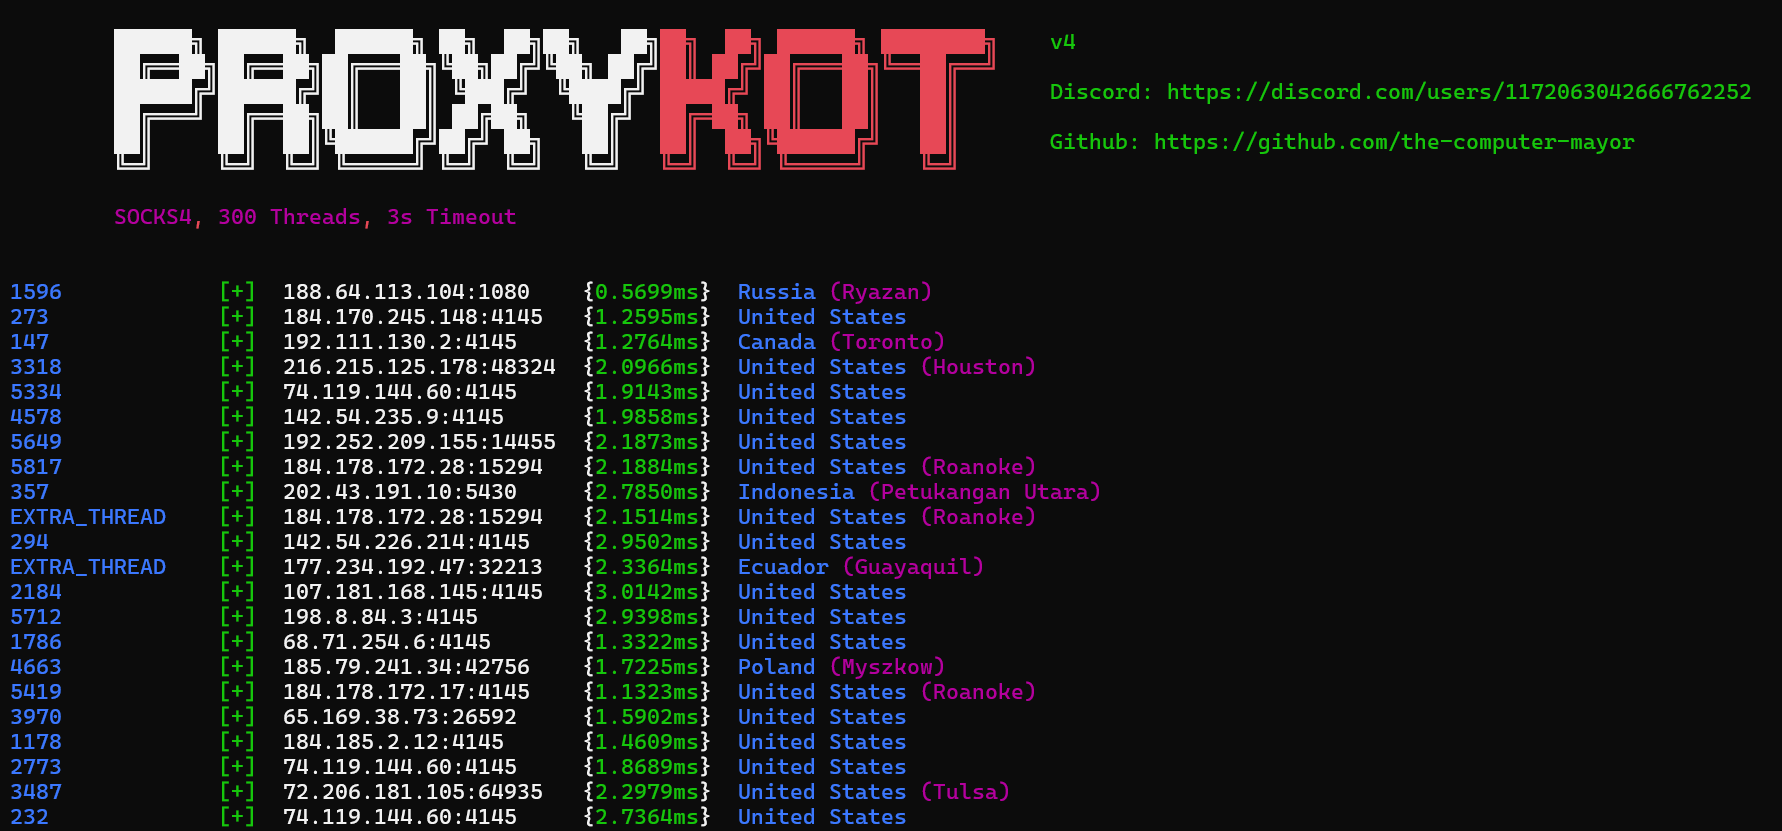 PROXYKOT
v4
Discord: https://discord.com/users/1172063042666762252
Github: https://github.com/the-computer-mayor
SOCKS4, 300 Threads, 3s Timeout
1596 [+] 188.64.113.104:1080 {0.5699ms} Russia (Ryazan)
273 [+] 184.170.245.148:4145 {1.2595ms} United States
147 [+] 192.111.130.2:4145 {1.2764ms} Canada (Toronto)
3318 [+] 216.215.125.178:48324 {2.0966ms} United States (Houston)
5334 [+] 74.119.144.60:4145 {1.9143ms} United States
4578 [+] 142.54.235.9:4145 {1.9858ms} United States
5649 [+] 192.252.209.155:14455 {2.1873ms} United States
5817 [+] 184.178.172.28:15294 {2.1884ms} United States (Roanoke)
357 [+] 202.43.191.10:5430 {2.7850ms} Indonesia (Petukangan Utara)
EXTRA_THREAD [+] 184.178.172.28:15294 {2.1514ms} United States (Roanoke)
294 [+] 142.54.226.214:4145 {2.9502ms} United States
EXTRA_THREAD [+] 177.234.192.47:32213 {2.3364ms} Ecuador (Guayaquil)
2184 [+] 107.181.168.145:4145 {3.0142ms} United States
5712 [+] 198.8.84.3:4145 {2.9398ms} United States
1786 [+] 68.71.254.6:4145 {1.3322ms} United States
4663 [+] 185.79.241.34:42756 {1.7225ms} Poland (Myszkow)
5419 [+] 184.178.172.17:4145 {1.1323ms} United States (Roanoke)
3970 [+] 65.169.38.73:26592 {1.5902ms} United States
1178 [+] 184.185.2.12:4145 {1.4609ms} United States
2773 [+] 74.119.144.60:4145 {1.8689ms} United States
3487 [+] 72.206.181.105:64935 {2.2979ms} United States (Tulsa)
232 [+] 74.119.144.60:4145 {2.7364ms} United States